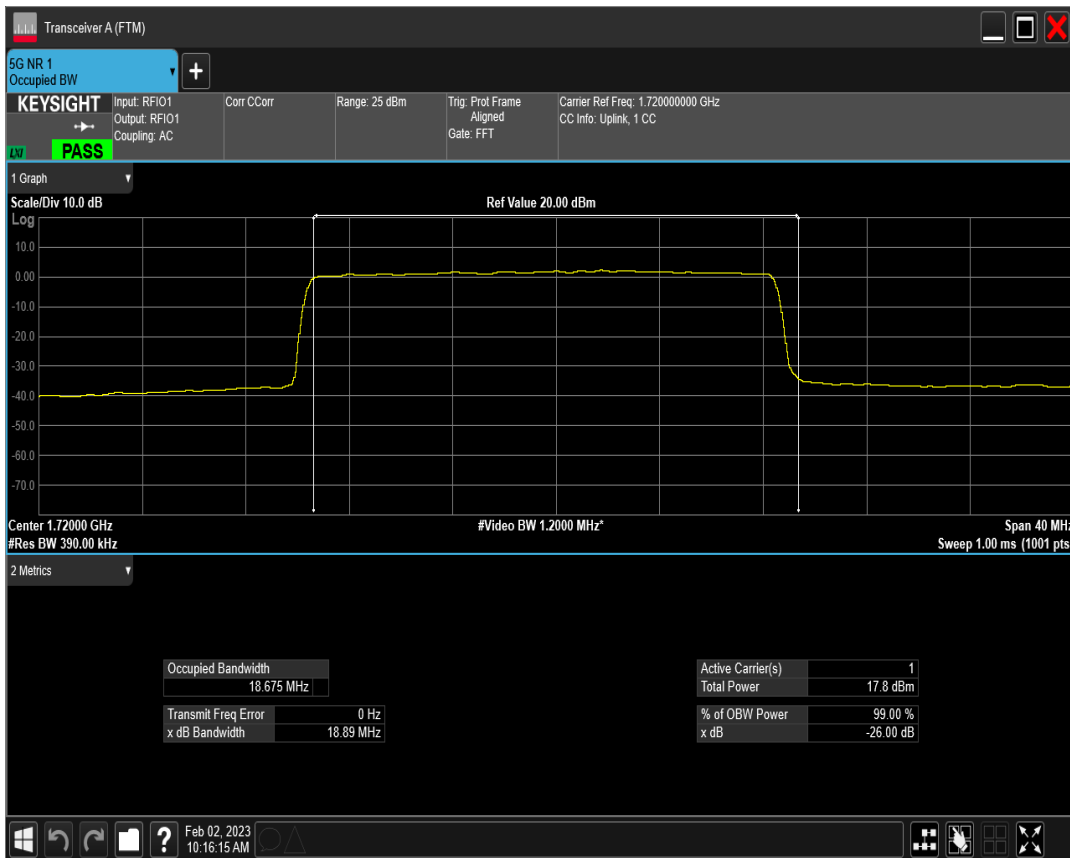 Transceiver A (FTM)
5G NR 1
Occupied BW
+
KEYSIGHT
LXI
PASS
Input: RFIO1
Output: RFIO1
Coupling: AC
Corr CCorr
Range: 25 dBm
Trig: Prot Frame
Aligned
Gate: FFT
Carrier Ref Freq: 1.720000000 GHz
CC Info: Uplink, 1 CC
1 Graph
Scale/Div 10.0 dB
Ref Value 20.00 dBm
Log
10.0
0.00
-10.0
-20.0
-30.0
-40.0
-50.0
-60.0
-70.0
Center 1.72000 GHz
#Video BW 1.2000 MHz*
Span 40 MHz
#Res BW 390.00 kHz
Sweep 1.00 ms (1001 pts
2 Metrics
Occupied Bandwidth
18.675 MHz
Transmit Freq Error 0 Hz
x dB Bandwidth 18.89 MHz
Active Carrier(s) 1
Total Power 17.8 dBm
% of OBW Power 99.00 %
x dB -26.00 dB
?
Feb 02, 2023
10:16:15 AM